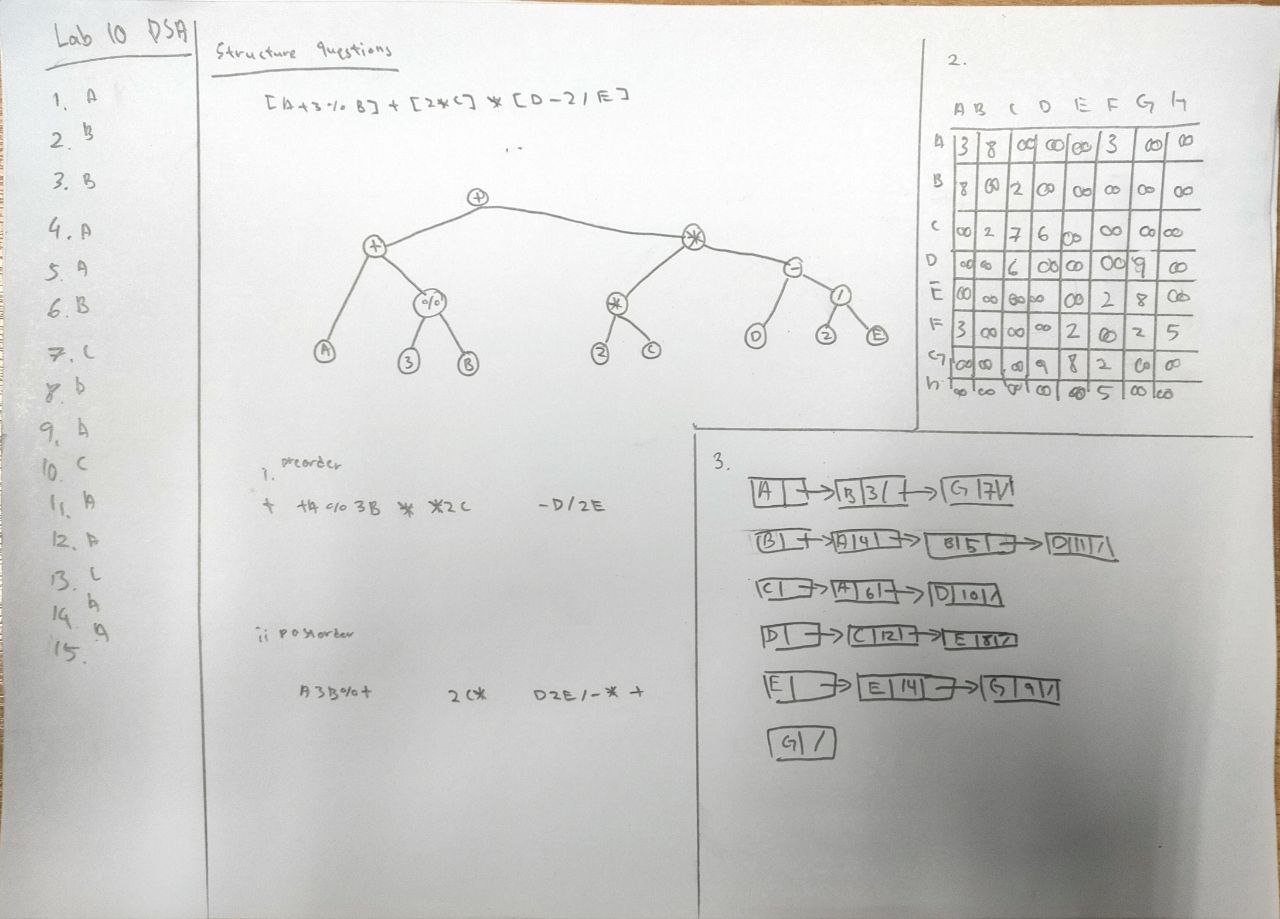 Lab 10 DSA
1. A
2. B
3. B
4. A
5. A
6. B
7. C
8. b
9. A
10. C
11. A
12. A
13. C
14. A
15. A
Structure Questions
[A+3%B] + [2*C] * [D-2/E]
+
+ *
% * -
/
A 3 B 2 C D 2 E
i. preorder
+ +A%3B * *2C -D/2E
ii postorder
A3B%+ 2C* D2E/-*+
2.
A B C D E F G H
A 3 8 ∞ ∞ ∞ 3 ∞ ∞
B 8 ∞ 2 ∞ ∞ ∞ ∞ ∞
C ∞ 2 7 6 ∞ ∞ ∞ ∞
D ∞ ∞ 6 ∞ ∞ ∞ 9 ∞
E ∞ ∞ ∞ ∞ ∞ 2 8 ∞
F 3 ∞ ∞ ∞ 2 ∞ 2 5
G ∞ ∞ ∞ 9 8 2 ∞ ∞
h ∞ ∞ ∞ ∞ ∞ 5 ∞ ∞
3.
A → B 3 → G 7 /
B → A 4 → B 5 → D 11 /
C → A 6 → D 10 /
D → C 12 → E 8 /
E → E 14 → G 9 /
G /